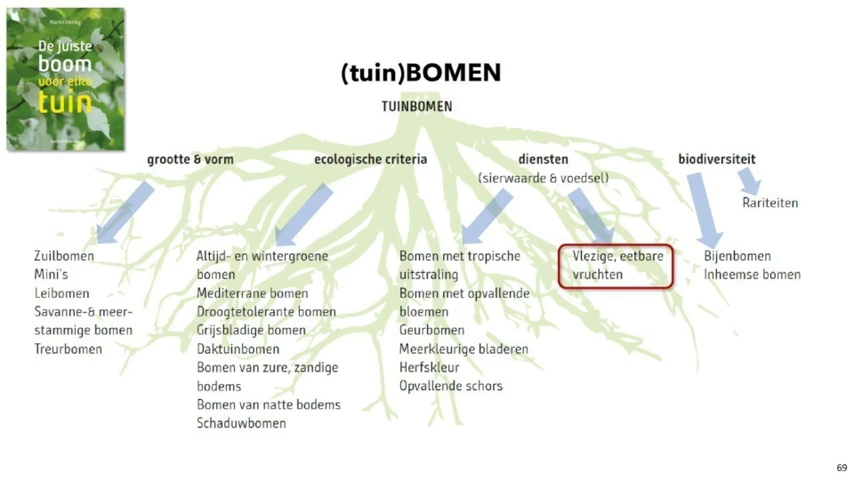 Martin Hermy
De juiste
boom
voor elke
tuin
(tuin)BOMEN
TUINBOMEN
grootte & vorm
Zuilbomen
Mini's
Leibomen
Savanne-& meer-
stammige bomen
Treurbomen
ecologische criteria
Altijd- en wintergroene
bomen
Mediterrane bomen
Droogtetolerante bomen
Grijsbladige bomen
Daktuinbomen
Bomen van zure, zandige
bodems
Bomen van natte bodems
Schaduwbomen
diensten
(sierwaarde & voedsel)
Bomen met tropische
uitstraling
Bomen met opvallende
bloemen
Geurbomen
Meerkleurige bladeren
Herfskleur
Opvallende schors
Vlezige, eetbare
vruchten
biodiversiteit
Rariteiten
Bijenbomen
Inheemse bomen
69